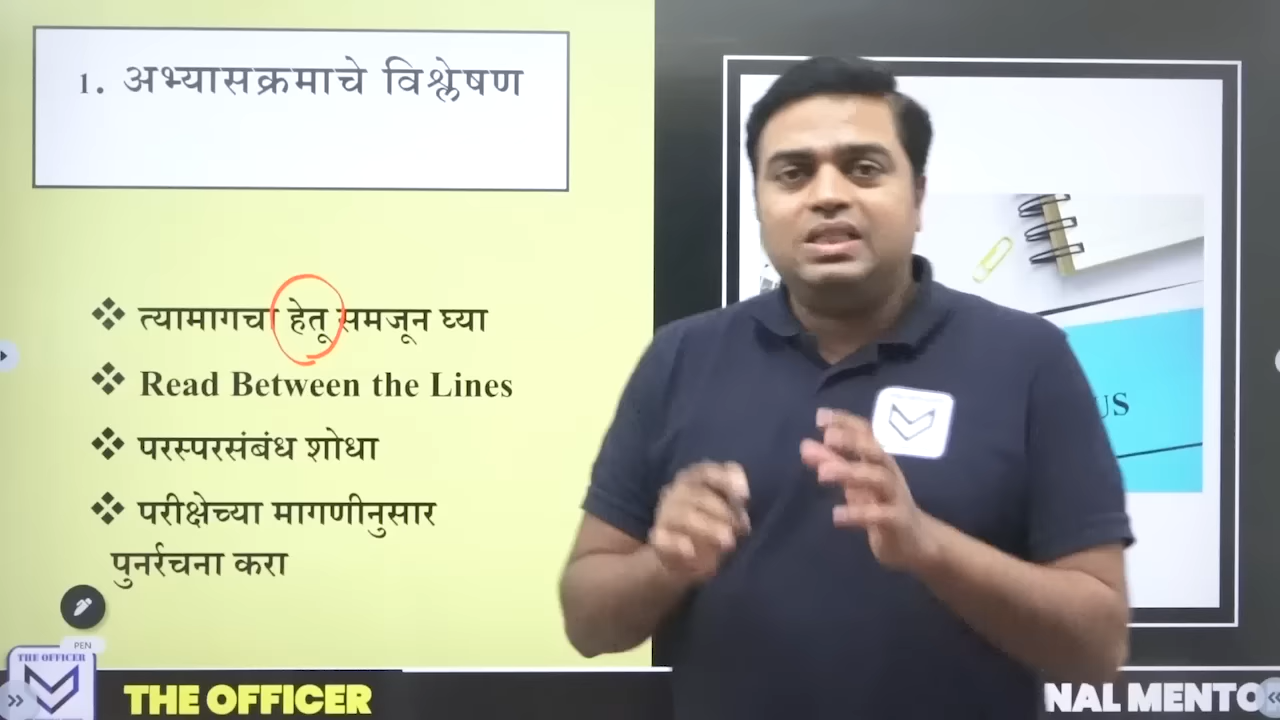 1. अभ्यासक्रमाचे विश्लेषण
त्यामागचा हेतू समजून घ्या
Read Between the Lines
परस्परसंबंध शोधा
परीक्षेच्या मागणीनुसार
पुनर्रचना करा
PEN
THE OFFICER
THE OFFICER
US
NAL MENTO